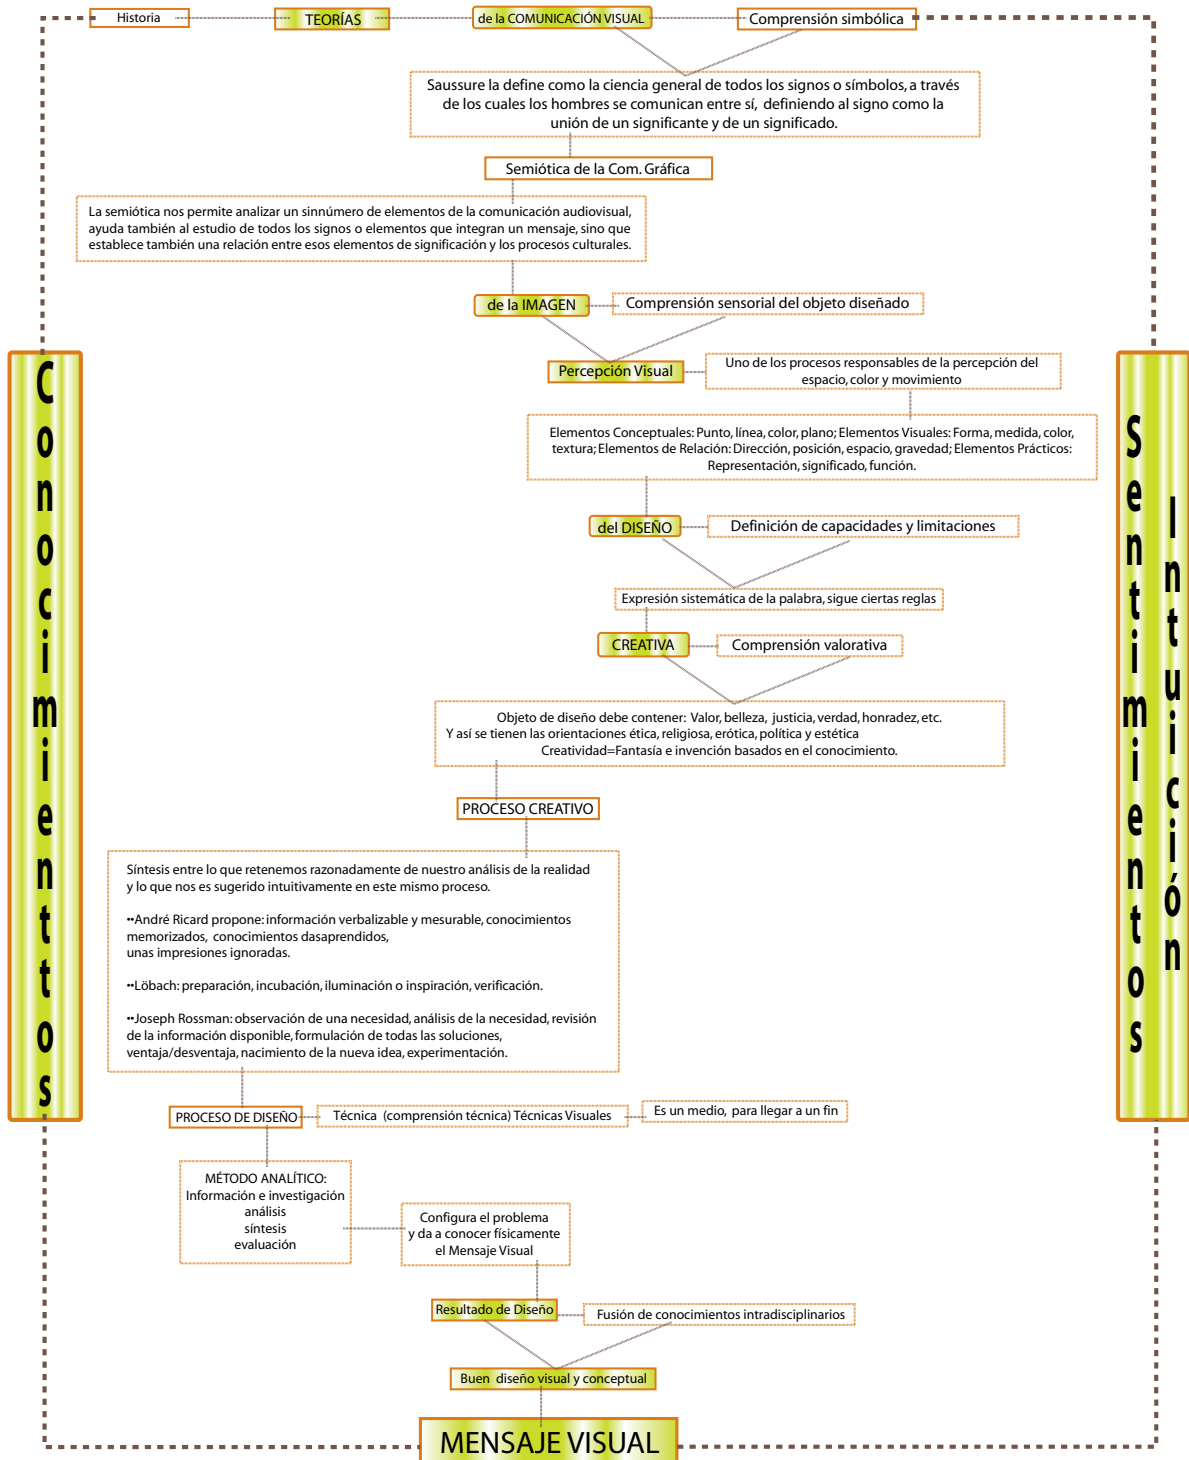 Historia
TEORÍAS
de la COMUNICACIÓN VISUAL
Comprensión simbólica
Saussure la define como la ciencia general de todos los signos o símbolos, a través
de los cuales los hombres se comunican entre sí, definiendo al signo como la
unión de un significante y de un significado.
Semiótica de la Com. Gráfica
La semiótica nos permite analizar un sinnúmero de elementos de la comunicación audiovisual,
ayuda también al estudio de todos los signos o elementos que integran un mensaje, sino que
establece también una relación entre esos elementos de significación y los procesos culturales.
de la IMAGEN
Comprensión sensorial del objeto diseñado
Percepción Visual
Uno de los procesos responsables de la percepción del
espacio, color y movimiento
Elementos Conceptuales: Punto, línea, color, plano; Elementos Visuales: Forma, medida, color,
textura; Elementos de Relación: Dirección, posición, espacio, gravedad; Elementos Prácticos:
Representación, significado, función.
del DISEÑO
Definición de capacidades y limitaciones
Expresión sistemática de la palabra, sigue ciertas reglas
CREATIVA
Comprensión valorativa
Objeto de diseño debe contener: Valor, belleza, justicia, verdad, honradez, etc.
Y así se tienen las orientaciones ética, religiosa, erótica, política y estética
Creatividad=Fantasía e invención basados en el conocimiento.
PROCESO CREATIVO
Síntesis entre lo que retenemos razonadamente de nuestro análisis de la realidad
y lo que nos es sugerido intuitivamente en este mismo proceso.
••André Ricard propone: información verbalizable y mesurable, conocimientos
memorizados, conocimientos dasaprendidos,
unas impresiones ignoradas.
••Löbach: preparación, incubación, iluminación o inspiración, verificación.
••Joseph Rossman: observación de una necesidad, análisis de la necesidad, revisión
de la información disponible, formulación de todas las soluciones,
ventaja/desventaja, nacimiento de la nueva idea, experimentación.
PROCESO DE DISEÑO
Técnica (comprensión técnica) Técnicas Visuales
Es un medio, para llegar a un fin
MÉTODO ANALÍTICO:
Información e investigación
análisis
síntesis
evaluación
Configura el problema
y da a conocer físicamente
el Mensaje Visual
Resultado de Diseño
Fusión de conocimientos intradisciplinarios
Buen diseño visual y conceptual
MENSAJE VISUAL
Conocimienttos
Sentimientos
Intuición